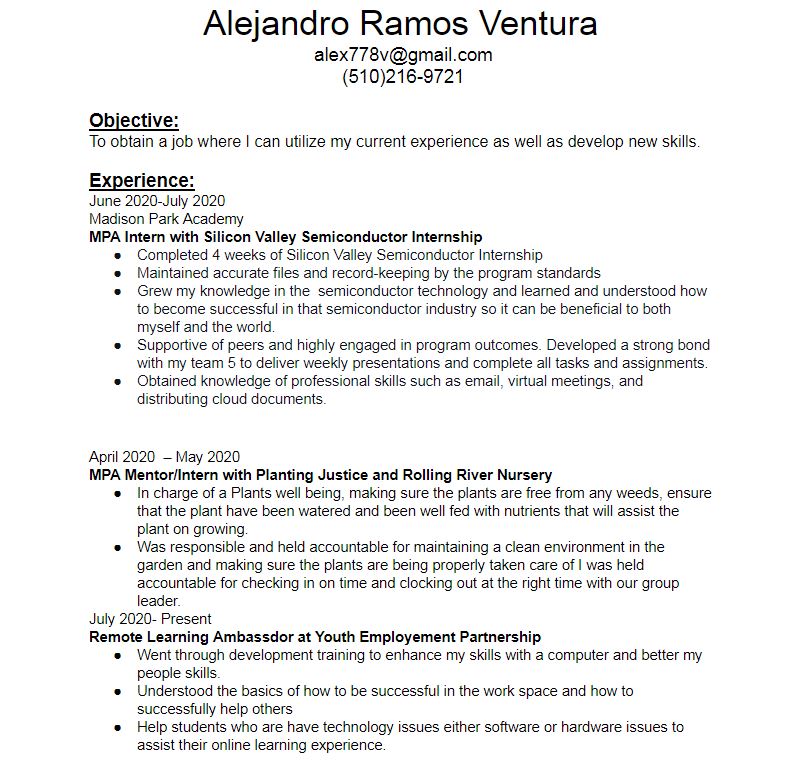 Alejandro Ramos Ventura
alex778v@gmail.com
(510)216-9721
Objective:
To obtain a job where I can utilize my current experience as well as develop new skills.
Experience:
June 2020-July 2020
Madison Park Academy
MPA Intern with Silicon Valley Semiconductor Internship
● Completed 4 weeks of Silicon Valley Semiconductor Internship
● Maintained accurate files and record-keeping by the program standards
● Grew my knowledge in the  semiconductor technology and learned and understood how
to become successful in that semiconductor industry so it can be beneficial to both
myself and the world.
● Supportive of peers and highly engaged in program outcomes. Developed a strong bond
with my team 5 to deliver weekly presentations and complete all tasks and assignments.
● Obtained knowledge of professional skills such as email, virtual meetings, and
distributing cloud documents.
April 2020  – May 2020
MPA Mentor/Intern with Planting Justice and Rolling River Nursery
● In charge of a Plants well being, making sure the plants are free from any weeds, ensure
that the plant have been watered and been well fed with nutrients that will assist the
plant on growing.
● Was responsible and held accountable for maintaining a clean environment in the
garden and making sure the plants are being properly taken care of I was held
accountable for checking in on time and clocking out at the right time with our group
leader.
July 2020- Present
Remote Learning Ambassdor at Youth Employement Partnership
● Went through development training to enhance my skills with a computer and better my
people skills.
● Understood the basics of how to be successful in the work space and how to
successfully help others
● Help students who are have technology issues either software or hardware issues to
assist their online learning experience.